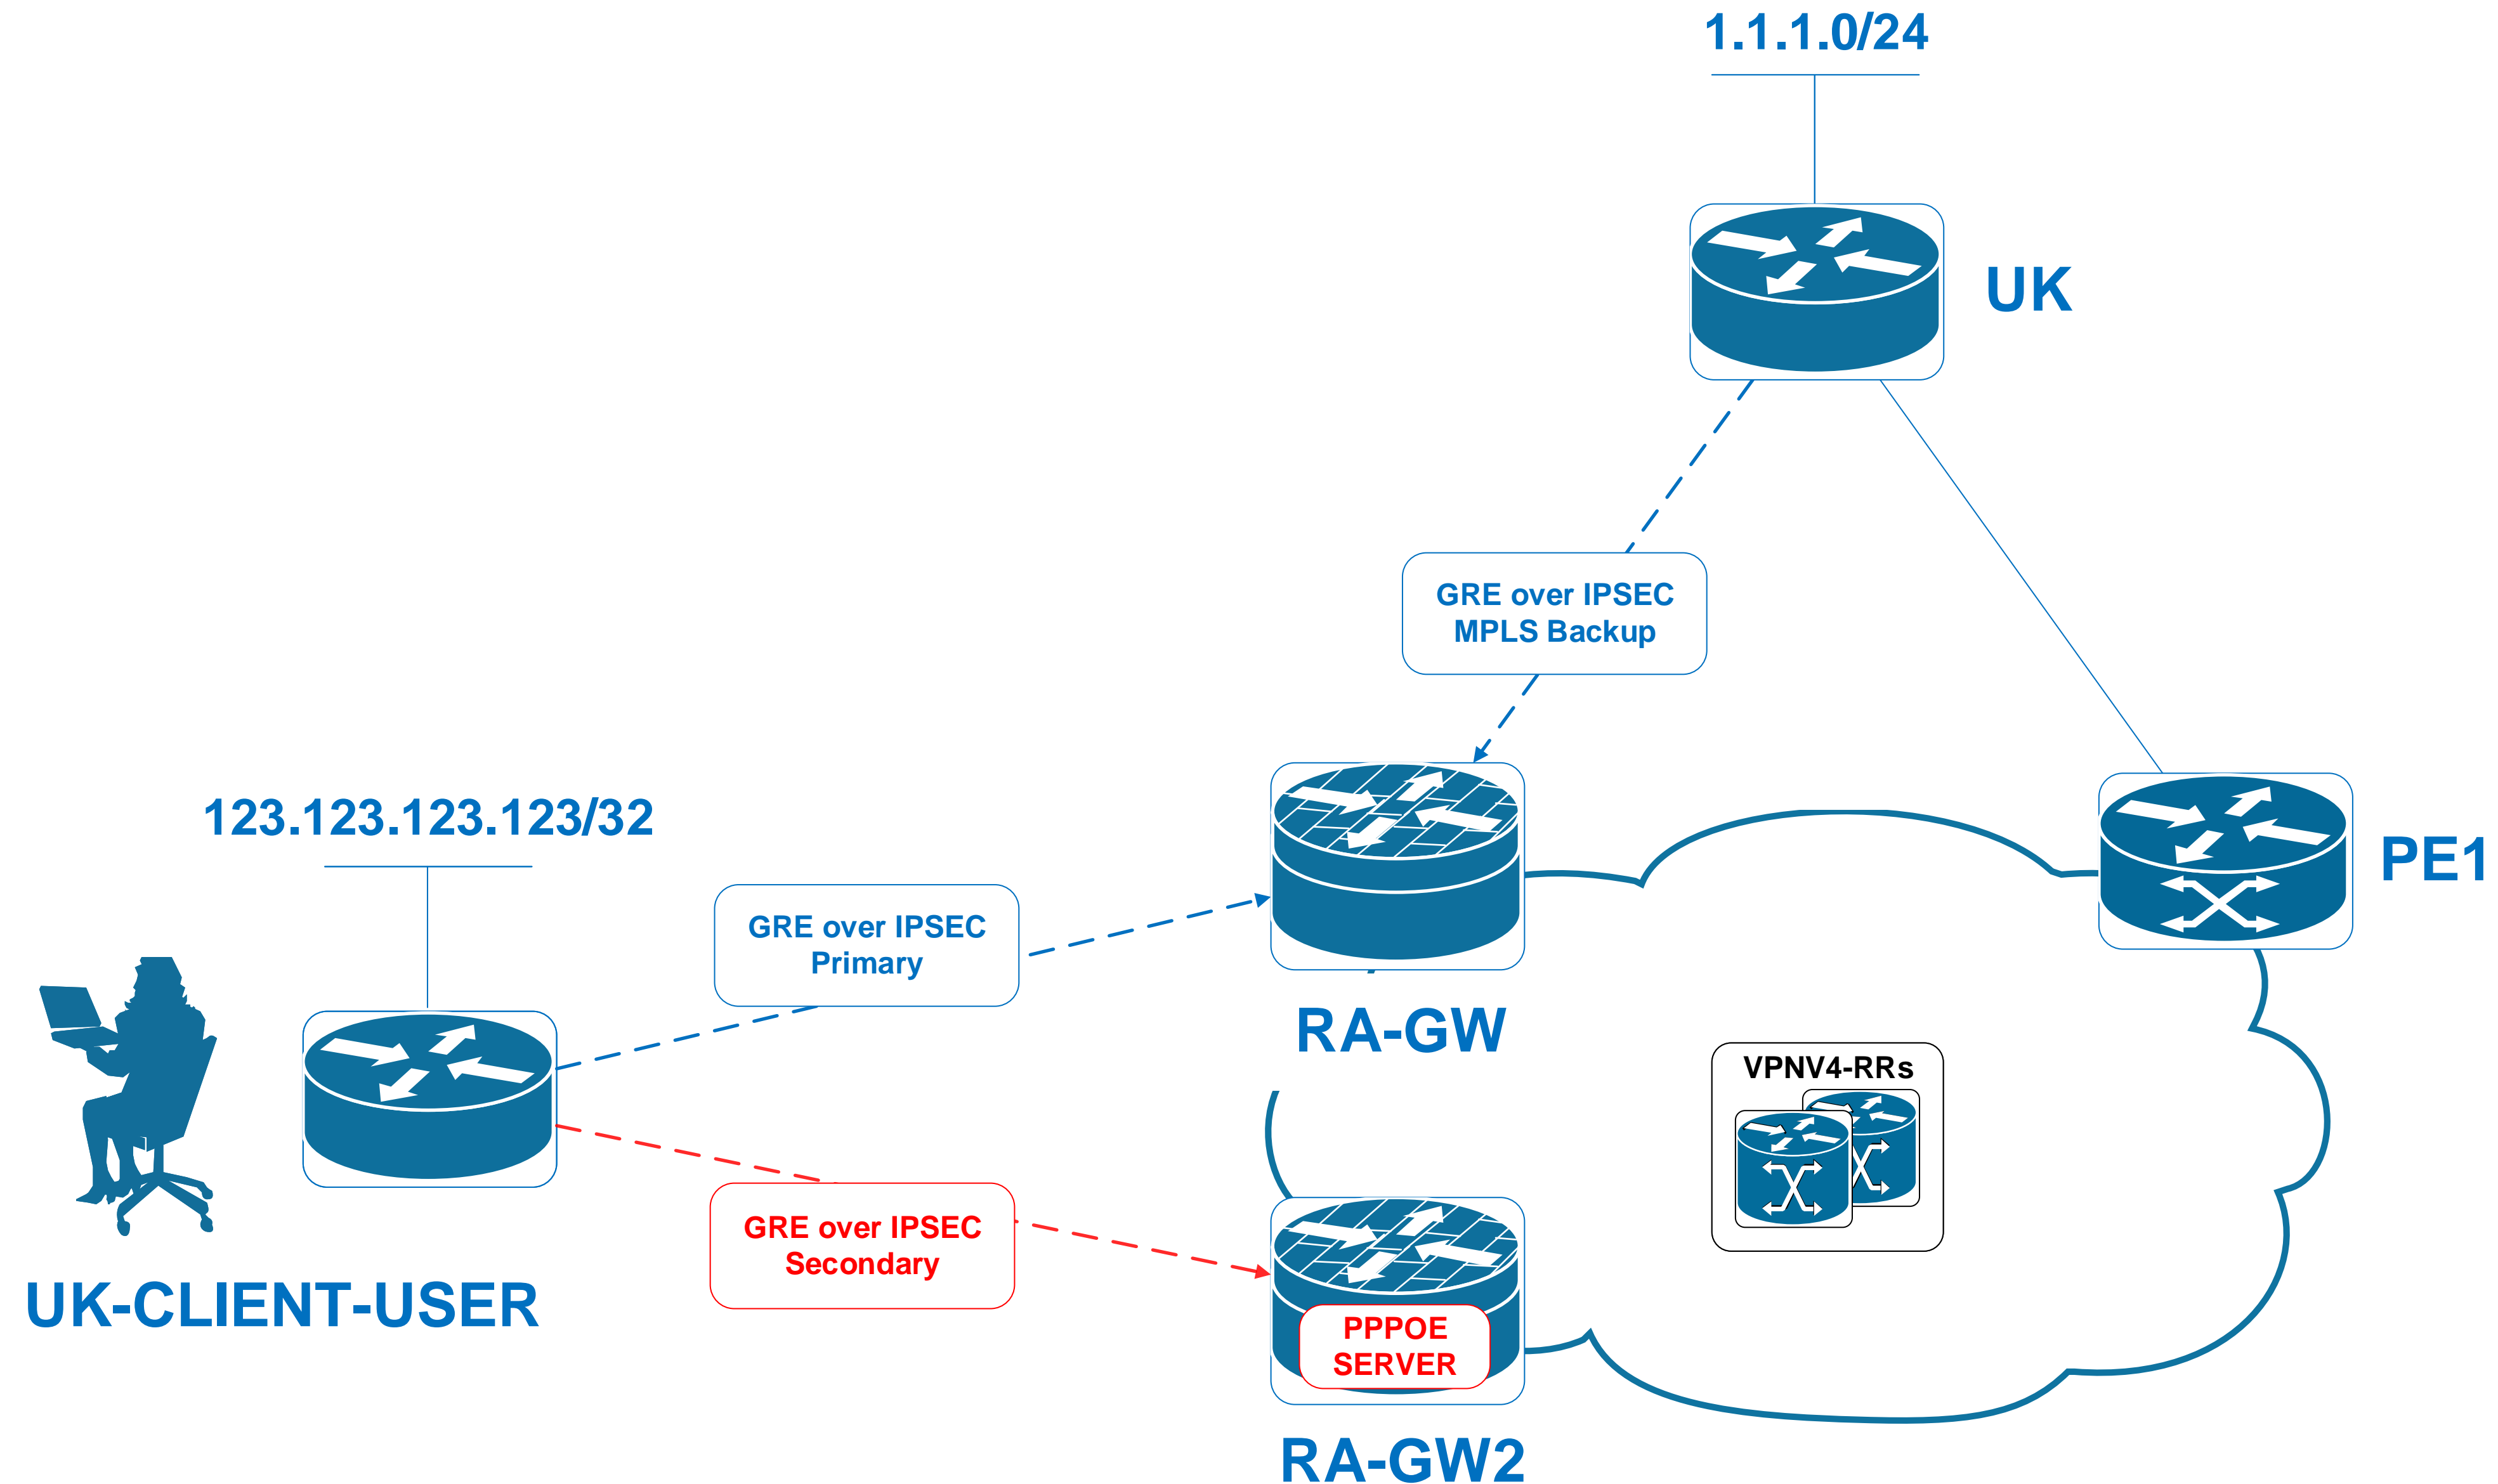 1.1.1.0/24
UK
GRE over IPSEC
MPLS Backup
123.123.123.123/32
PE1
GRE over IPSEC
Primary
RA-GW
VPNV4-RRs
GRE over IPSEC
Secondary
UK-CLIENT-USER
PPPOE
SERVER
RA-GW2